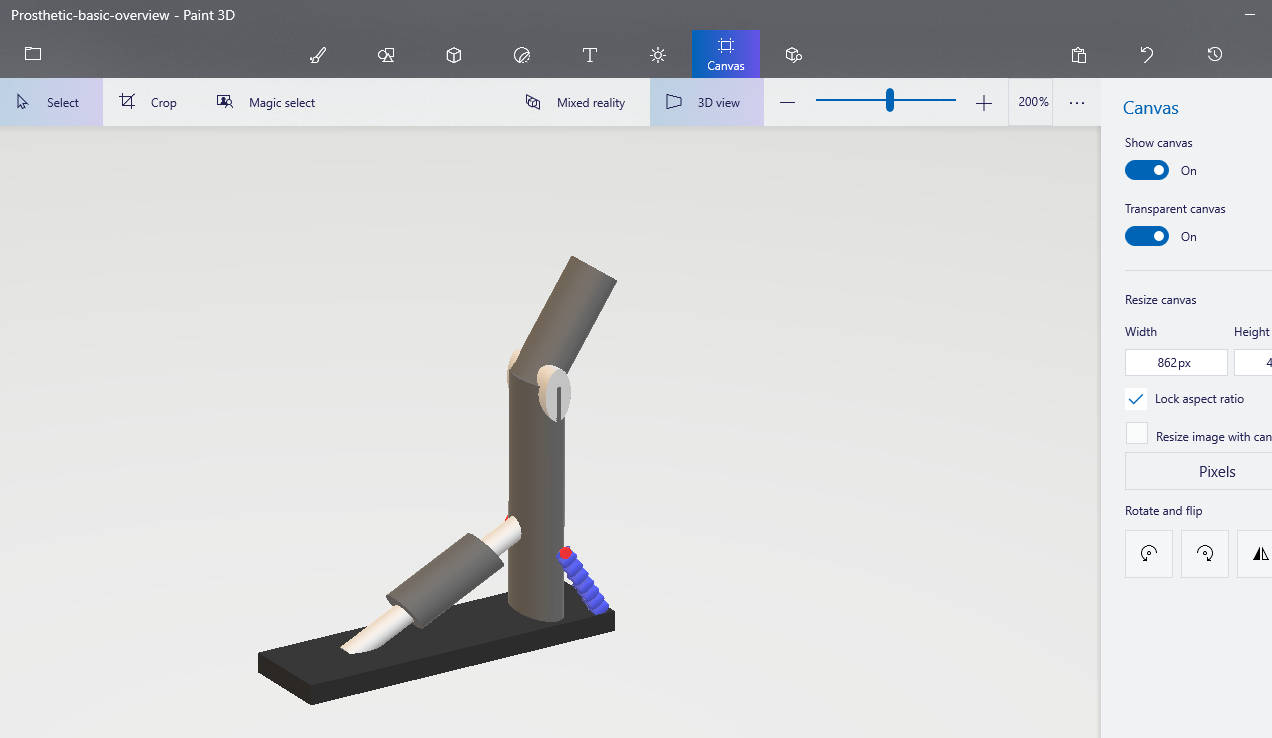 Prosthetic-basic-overview - Paint 3D
Canvas
Select
Crop
Magic select
Mixed reality
3D view
200%
Canvas
Show canvas
On
Transparent canvas
On
Resize canvas
Width Height
862px 4
Lock aspect ratio
Resize image with can
Pixels
Rotate and flip